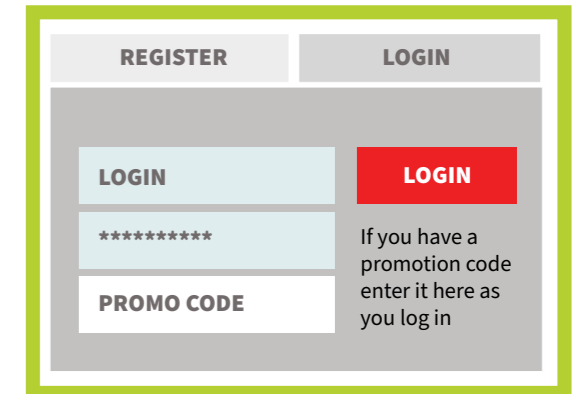 REGISTER
LOGIN
LOGIN
LOGIN
**********
PROMO CODE
If you have a
promotion code
enter it here as
you log in